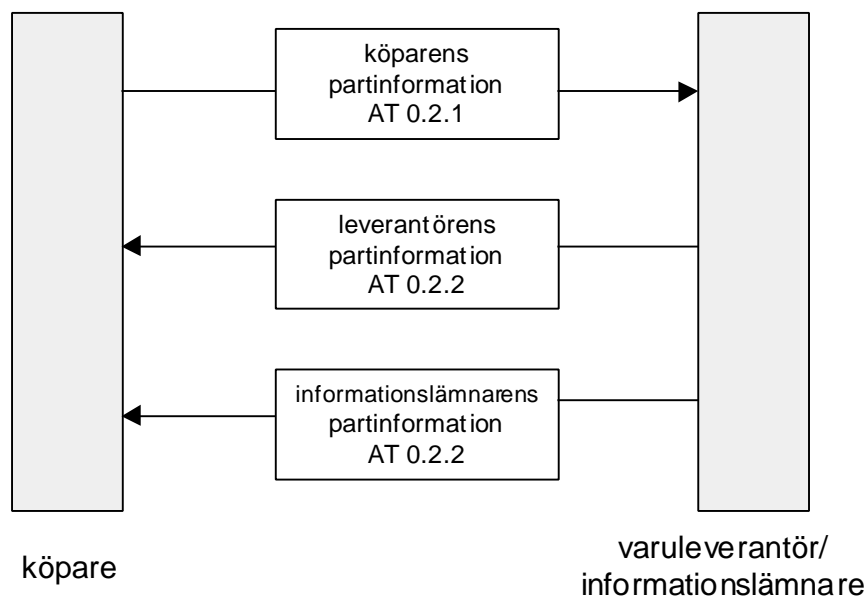 köparens
partinformation
AT 0.2.1
leverantörens
partinformation
AT 0.2.2
informationslämnarens
partinformation
AT 0.2.2
köpare
varuleverantör/
informationslämnare